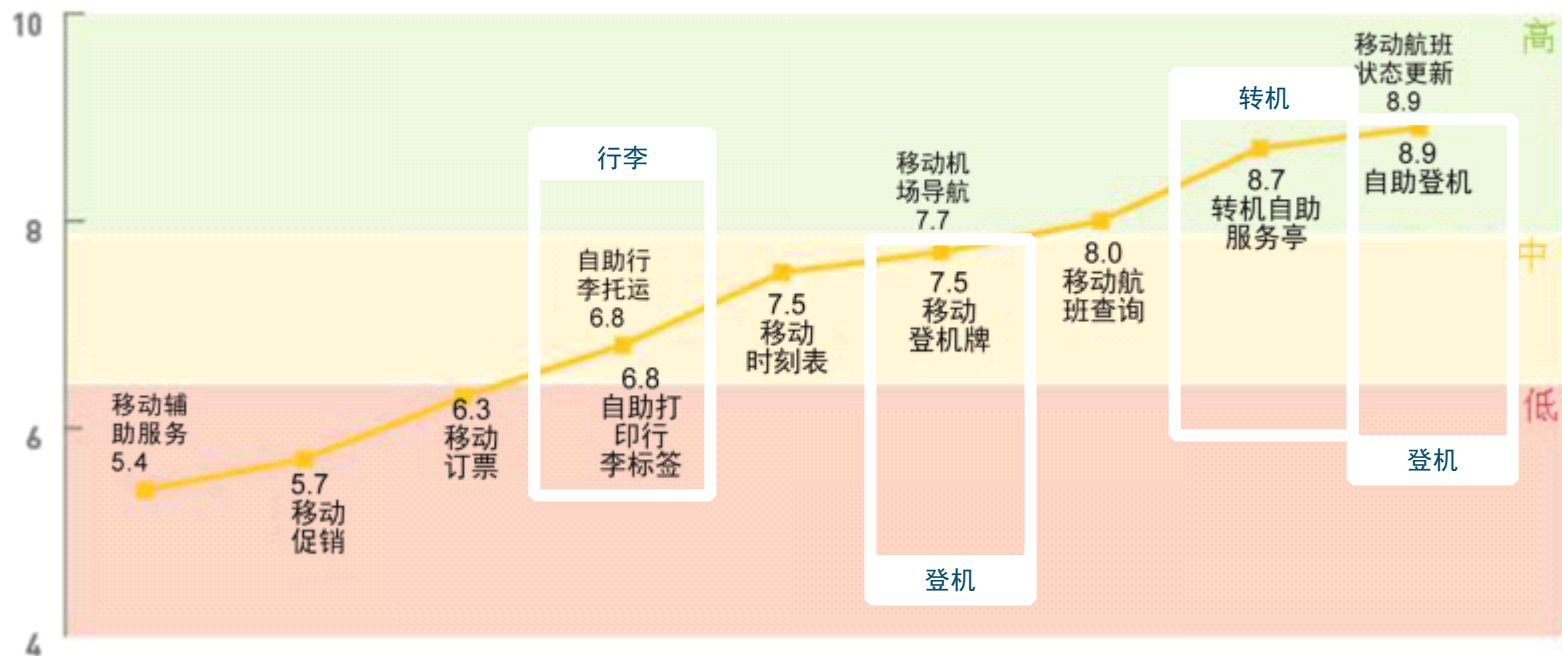 10
8
6
4
高
中
低
移动辅
助服务
5.4
5.7
移动
促销
6.3
移动
订票
行李
自助行
李托运
6.8
6.8
自助打
印行
李标签
7.5
移动
时刻表
移动机
场导航
7.7
7.5
移动
登机牌
登机
8.0
移动航
班查询
转机
8.7
转机自助
服务亭
移动航班
状态更新
8.9
8.9
自助登机
登机